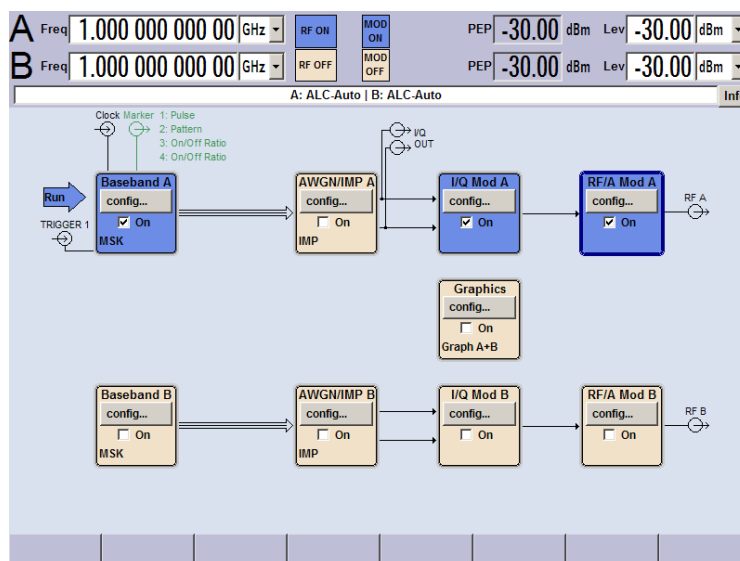 A Freq 1.000 000 000 00 GHz RF ON MOD ON PEP -30.00 dBm Lev -30.00 dBm
B Freq 1.000 000 000 00 GHz RF OFF MOD OFF PEP -30.00 dBm Lev -30.00 dBm
A: ALC-Auto | B: ALC-Auto
Clock Marker 1: Pulse
2: Pattern
3: On/Off Ratio
4: On/Off Ratio
I/Q
OUT
Run
TRIGGER 1
Baseband A
config...
On
MSK
AWGN/IMP A
config...
On
IMP
I/Q Mod A
config...
On
RF/A Mod A
config...
On
RF A
Graphics
config...
On
Graph A+B
Baseband B
config...
On
MSK
AWGN/IMP B
config...
On
IMP
I/Q Mod B
config...
On
RF/A Mod B
config...
On
RF B